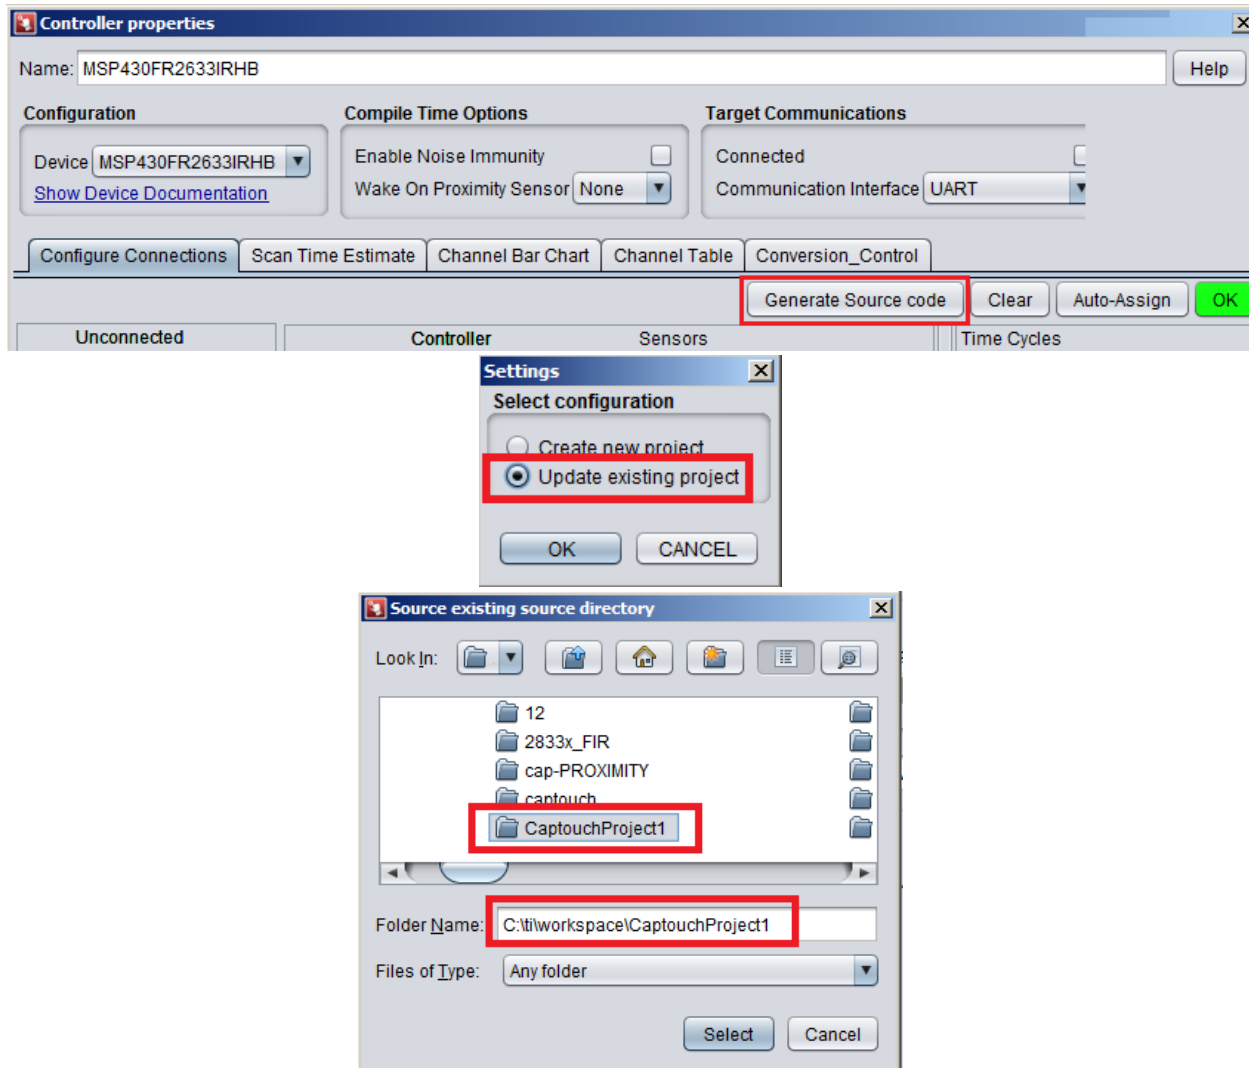 Controller properties
Name: MSP430FR2633IRHB Help
Configuration Compile Time Options Target Communications
Device MSP430FR2633IRHB Enable Noise Immunity Connected
Show Device Documentation Wake On Proximity Sensor None Communication Interface UART
Configure Connections Scan Time Estimate Channel Bar Chart Channel Table Conversion_Control
Generate Source code Clear Auto-Assign OK
Unconnected Controller Sensors Time Cycles
Settings
Select configuration
Create new project
Update existing project
OK CANCEL
Source existing source directory
Look In:
12
2833x_FIR
cap-PROXIMITY
captouch
CaptouchProject1
Folder Name: C:\ti\workspace\CaptouchProject1
Files of Type: Any folder
Select Cancel